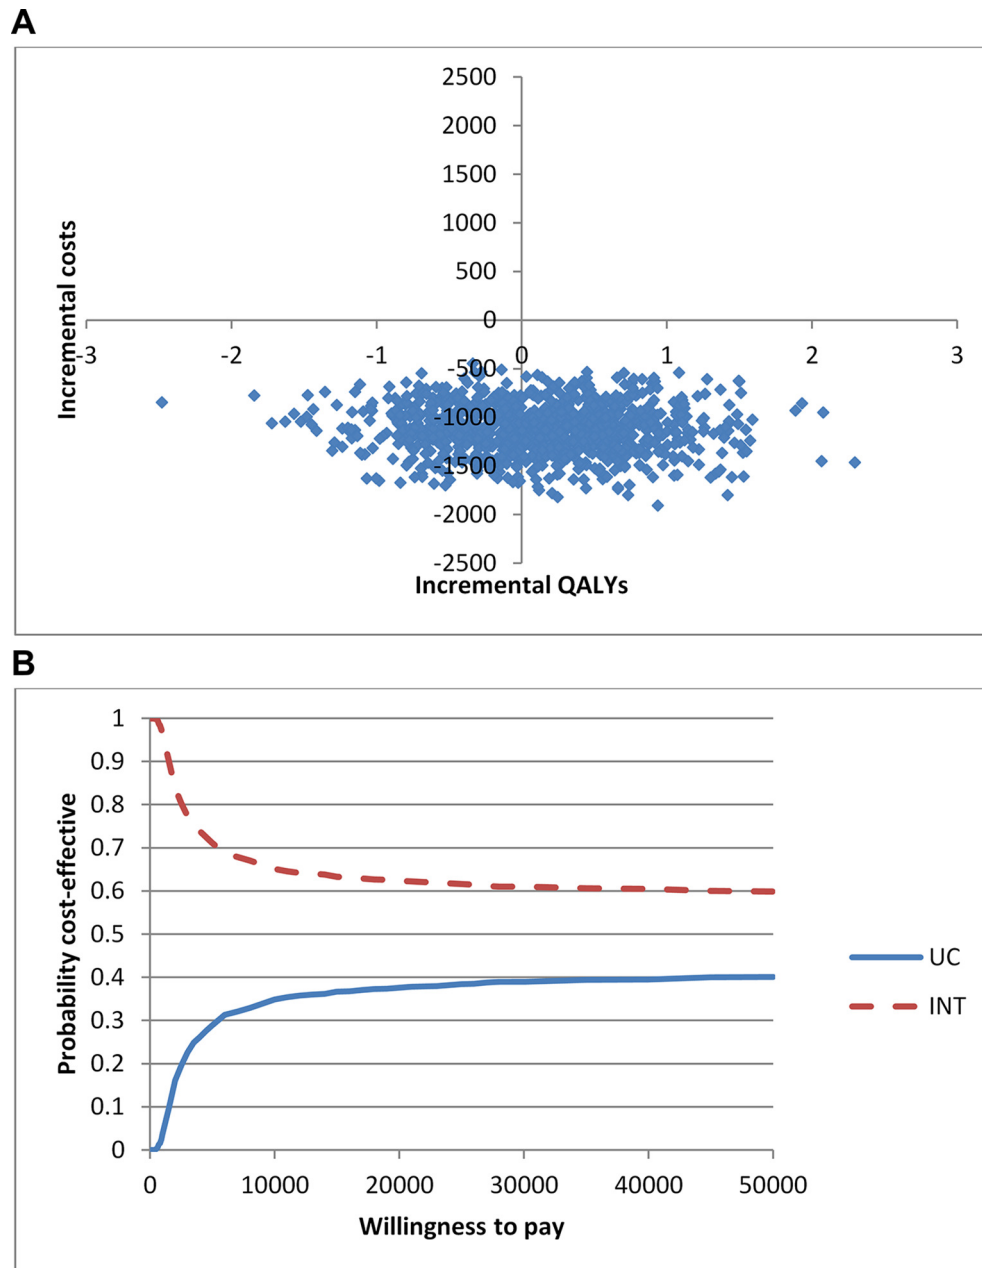 A
2500
2000
1500
1000
500
0
-3 -2 -1 0 1 2 3
-500
-1000
-1500
-2000
-2500
Incremental costs
Incremental QALYs
B
1
0.9
0.8
0.7
0.6
0.5
0.4
0.3
0.2
0.1
0
Probability cost-effective
UC
INT
0 10000 20000 30000 40000 50000
Willingness to pay